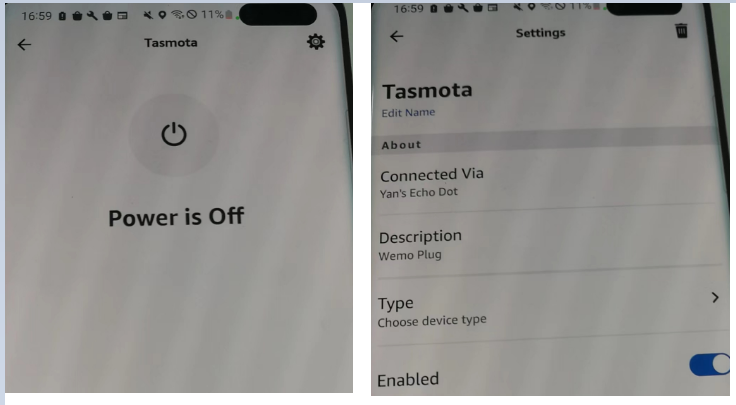 16:59 11%
Tasmota
Power is Off
16:59 11%
Settings
Tasmota
Edit Name
About
Connected Via
Yan's Echo Dot
Description
Wemo Plug
Type
Choose device type
Enabled